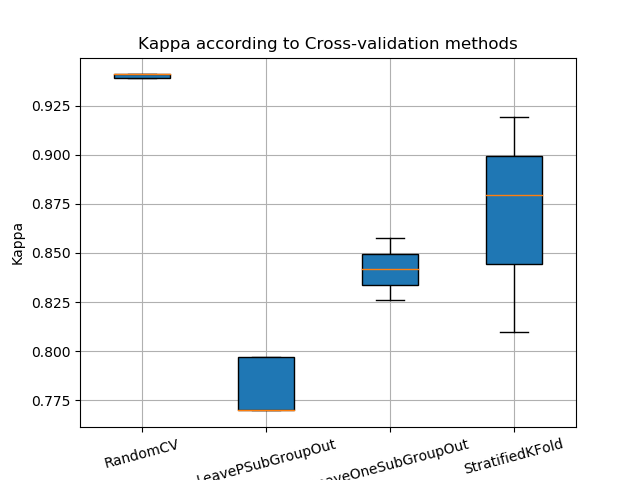 Kappa according to Cross-validation methods
Kappa
0.925
0.900
0.875
0.850
0.825
0.800
0.775
RandomCV
LeavePSubGroupOut
aveOneSubGroupOut
StratifiedKFold